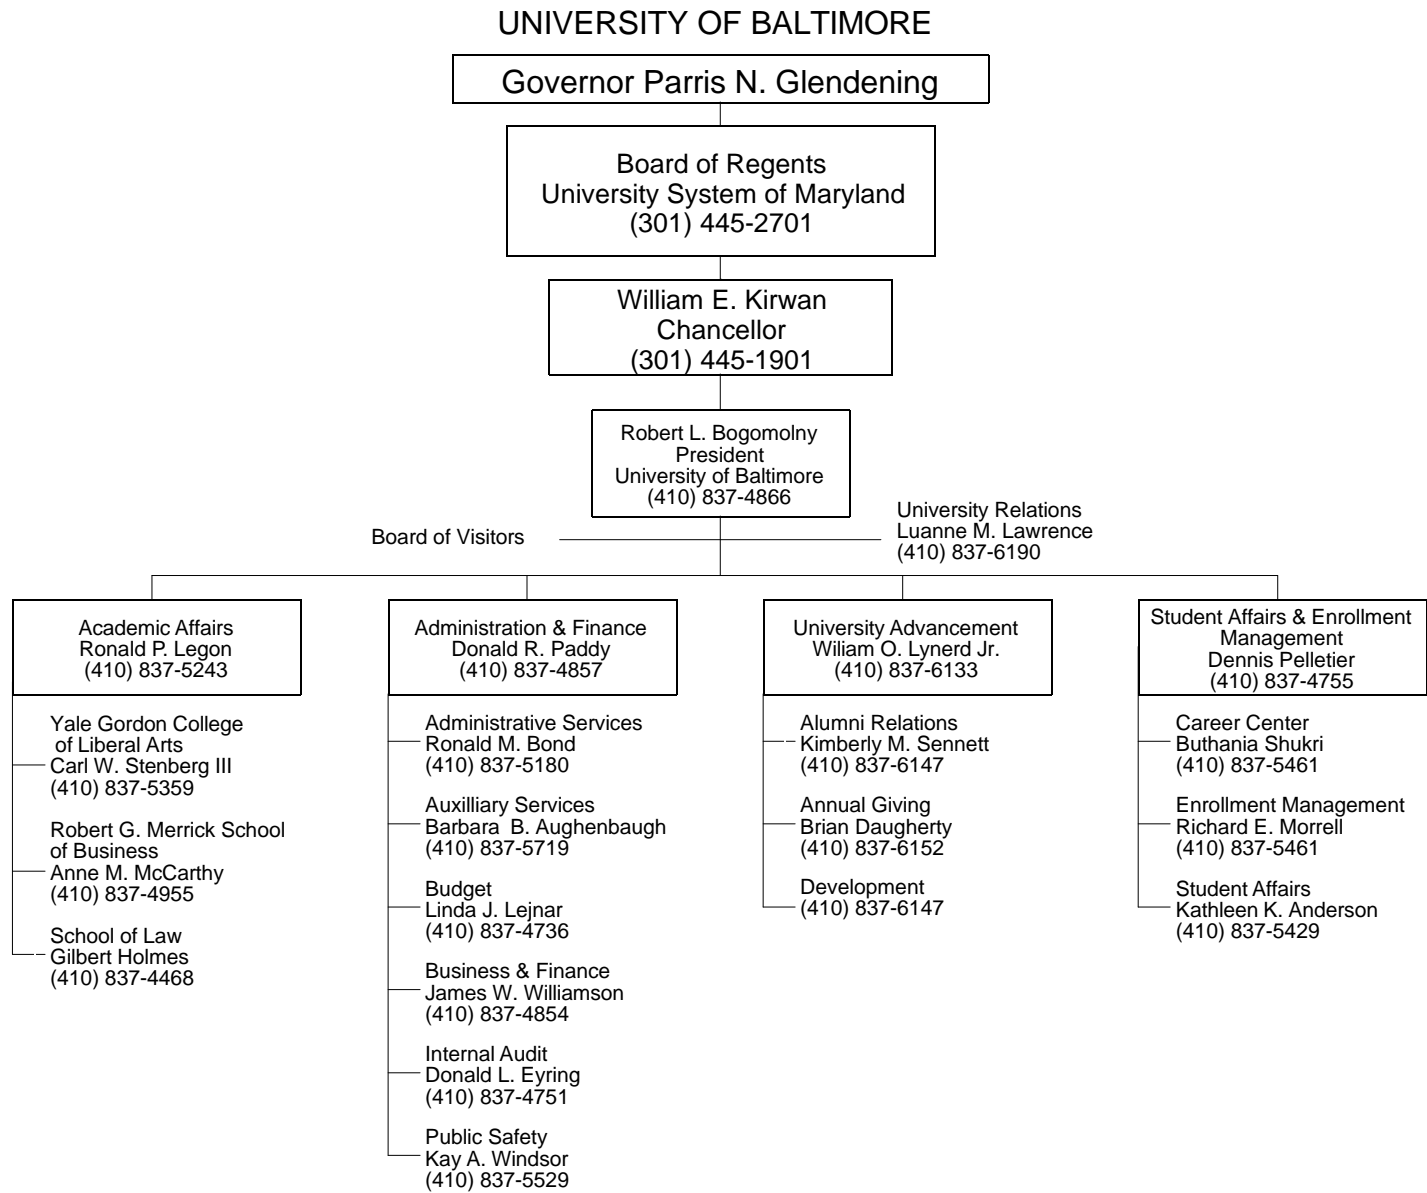 UNIVERSITY OF BALTIMORE
Governor Parris N. Glendening
Board of Regents
University System of Maryland
(301) 445-2701
William E. Kirwan
Chancellor
(301) 445-1901
Robert L. Bogomolny
President
University of Baltimore
(410) 837-4866
Board of Visitors
University Relations
Luanne M. Lawrence
(410) 837-6190
Academic Affairs
Ronald P. Legon
(410) 837-5243
Yale Gordon College
of Liberal Arts
Carl W. Stenberg III
(410) 837-5359
Robert G. Merrick School
of Business
Anne M. McCarthy
(410) 837-4955
School of Law
Gilbert Holmes
(410) 837-4468
Administration & Finance
Donald R. Paddy
(410) 837-4857
Administrative Services
Ronald M. Bond
(410) 837-5180
Auxilliary Services
Barbara B. Aughenbaugh
(410) 837-5719
Budget
Linda J. Lejnar
(410) 837-4736
Business & Finance
James W. Williamson
(410) 837-4854
Internal Audit
Donald L. Eyring
(410) 837-4751
Public Safety
Kay A. Windsor
(410) 837-5529
University Advancement
Wiliam O. Lynerd Jr.
(410) 837-6133
Alumni Relations
Kimberly M. Sennett
(410) 837-6147
Annual Giving
Brian Daugherty
(410) 837-6152
Development
(410) 837-6147
Student Affairs & Enrollment
Management
Dennis Pelletier
(410) 837-4755
Career Center
Buthania Shukri
(410) 837-5461
Enrollment Management
Richard E. Morrell
(410) 837-5461
Student Affairs
Kathleen K. Anderson
(410) 837-5429